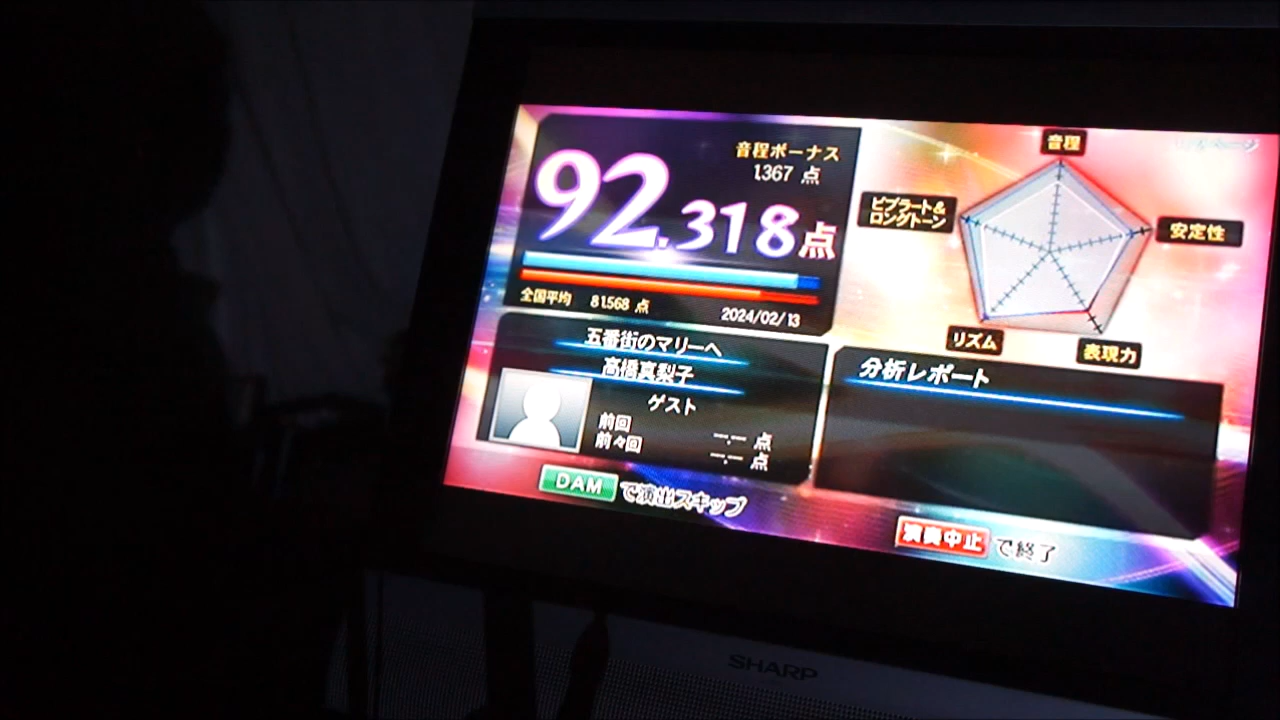 音程ボーナス
1.367 点
92.318点
全国平均 81.568 点
2024/02/13
五番街のマリーへ
高橋真梨子
ゲスト
前回 --.-- 点
前々回 --.-- 点
DAM で演出スキップ
音程
ビブラート&
ロングトーン
安定性
リズム
表現力
分析レポート
演奏中止 で終了
SHARP